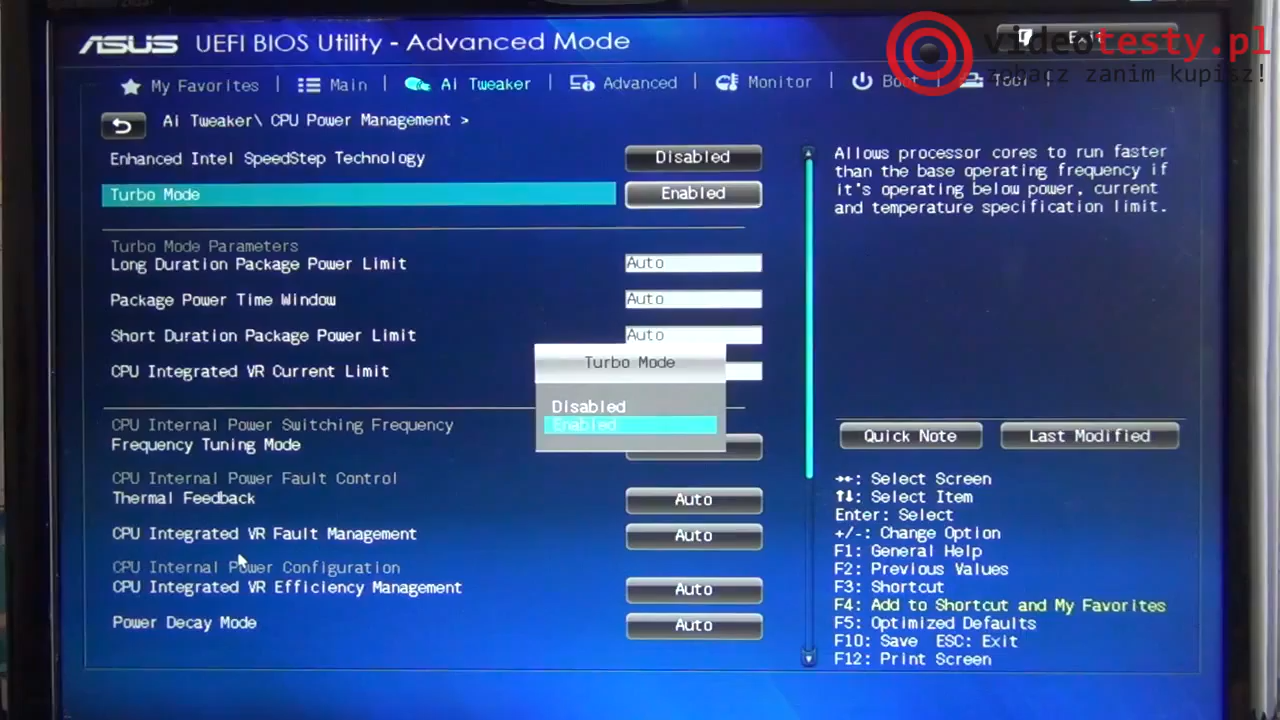 ASUS UEFI BIOS Utility - Advanced Mode
Exit
videotesty.pl
zobacz zanim kupisz!
My Favorites
Main
Ai Tweaker
Advanced
Monitor
Boot
Tool
Ai Tweaker\ CPU Power Management >
Enhanced Intel SpeedStep Technology
Disabled
Turbo Mode
Enabled
Turbo Mode Parameters
Long Duration Package Power Limit
Auto
Package Power Time Window
Auto
Short Duration Package Power Limit
Auto
CPU Integrated VR Current Limit
Turbo Mode
Disabled
Enabled
CPU Internal Power Switching Frequency
Frequency Tuning Mode
CPU Internal Power Fault Control
Thermal Feedback
Auto
CPU Integrated VR Fault Management
Auto
CPU Internal Power Configuration
CPU Integrated VR Efficiency Management
Auto
Power Decay Mode
Auto
Allows processor cores to run faster
than the base operating frequency if
it's operating below power, current
and temperature specification limit.
Quick Note
Last Modified
→←: Select Screen
↑↓: Select Item
Enter: Select
+/-: Change Option
F1: General Help
F2: Previous Values
F3: Shortcut
F4: Add to Shortcut and My Favorites
F5: Optimized Defaults
F10: Save ESC: Exit
F12: Print Screen